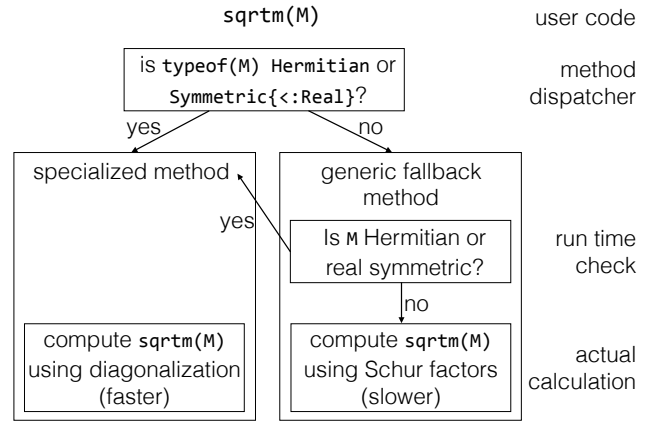 sqrtm(M)
user code
is typeof(M) Hermitian or
Symmetric{<:Real}?
method
dispatcher
yes
no
specialized method
generic fallback
method
yes
Is M Hermitian or
real symmetric?
run time
check
no
compute sqrtm(M)
using diagonalization
(faster)
compute sqrtm(M)
using Schur factors
(slower)
actual
calculation